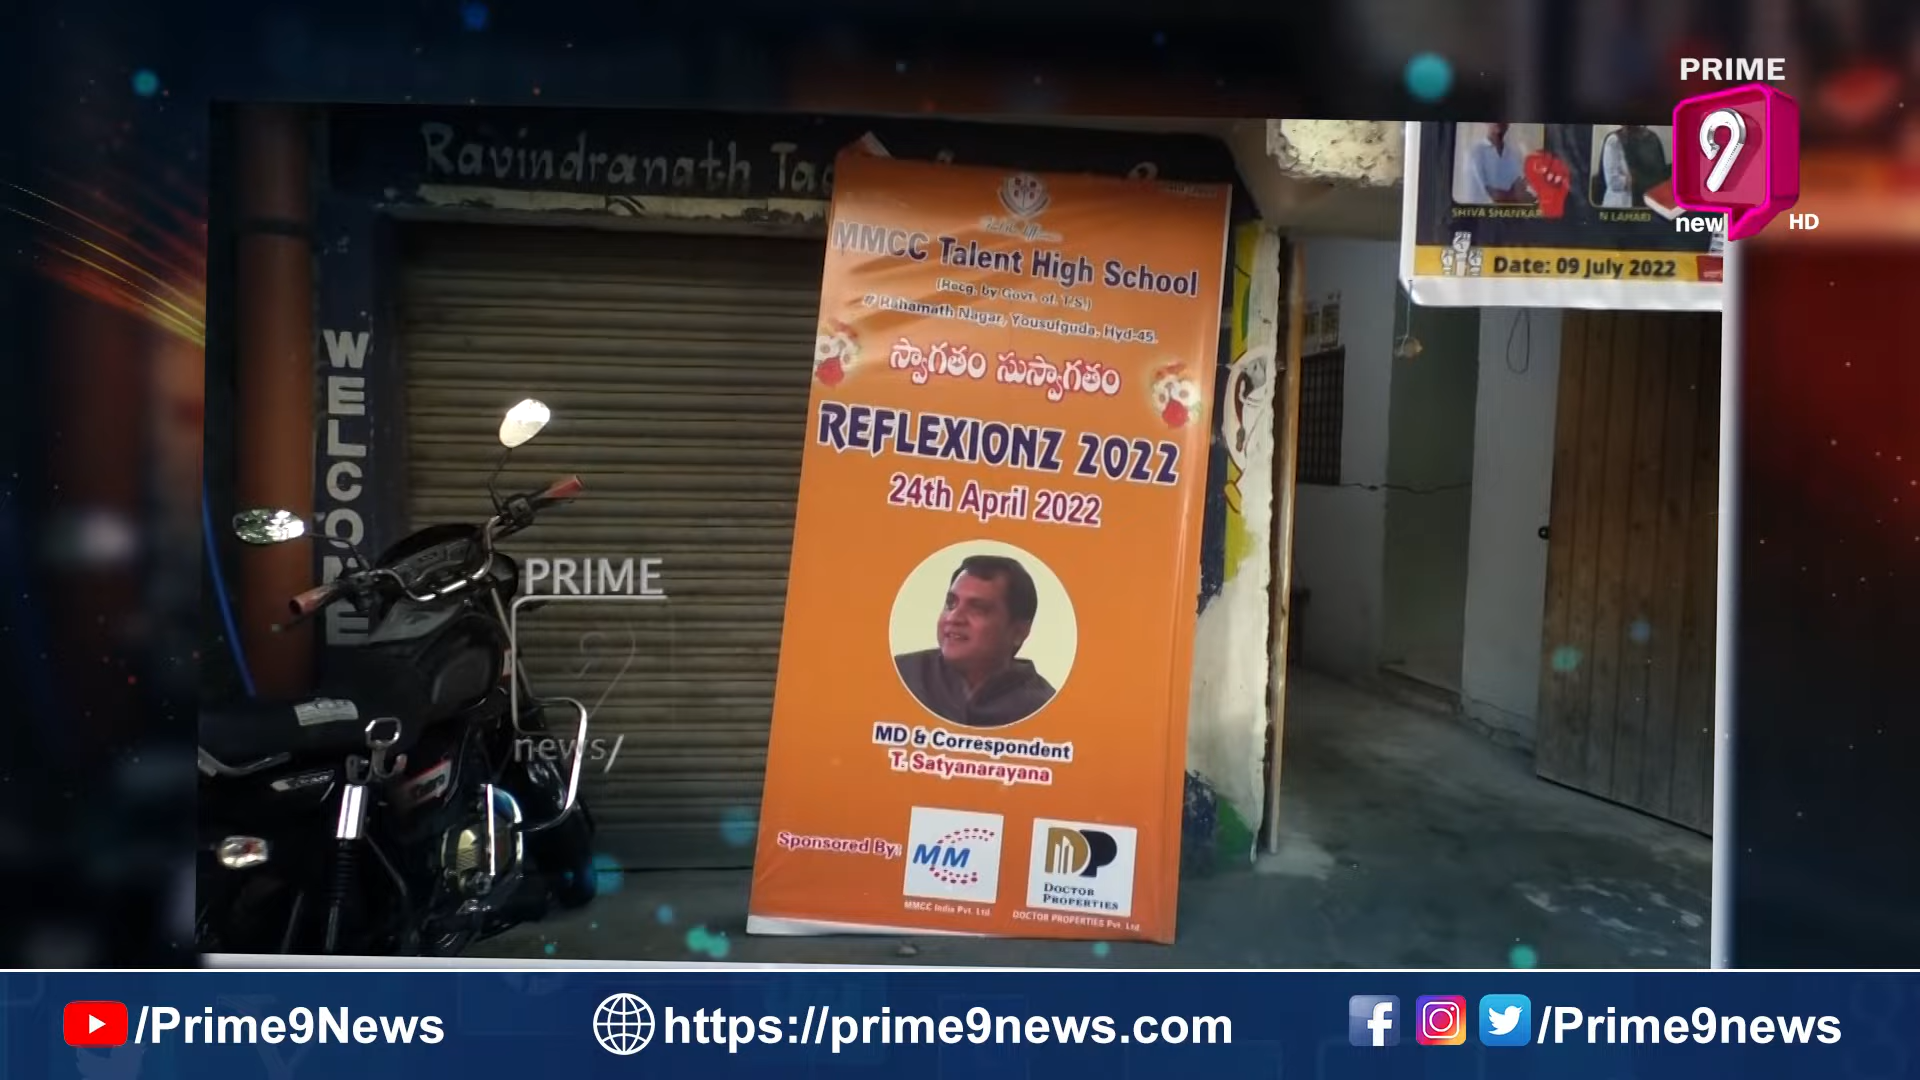 PRIME
9
news
HD
Ravindranath
WELCOME
MMCC Talent High School
(Recg. by Govt. of. T.S.)
# Rahamath Nagar, Yousufguda, Hyd-45.
స్వాగతం సుస్వాగతం
REFLEXIONZ 2022
24th April 2022
MD & Correspondent
T. Satyanarayana
Sponsored By:
MM
MMCC India Pvt. Ltd.
DP
DOCTOR
PROPERTIES
DOCTOR PROPERTIES Pvt. Ltd.
SHIVA SHANKAR
N LAHARI
Date: 09 July 2022
PRIME
9
news/
/Prime9News
https://prime9news.com
/Prime9news